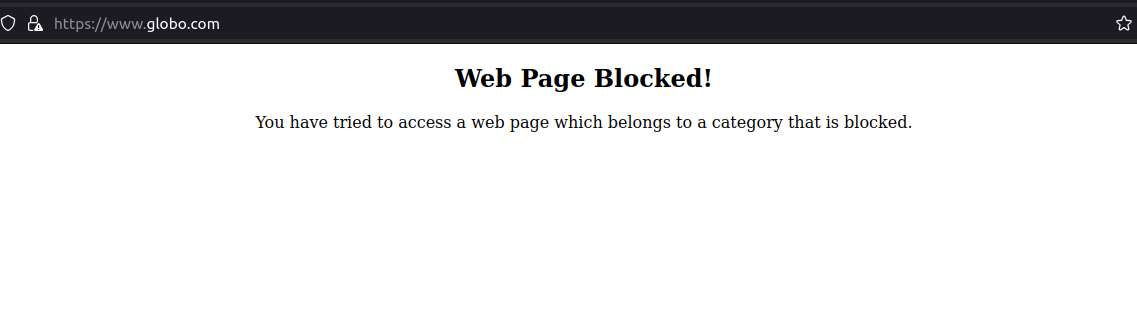 https://www.globo.com
Web Page Blocked!
You have tried to access a web page which belongs to a category that is blocked.